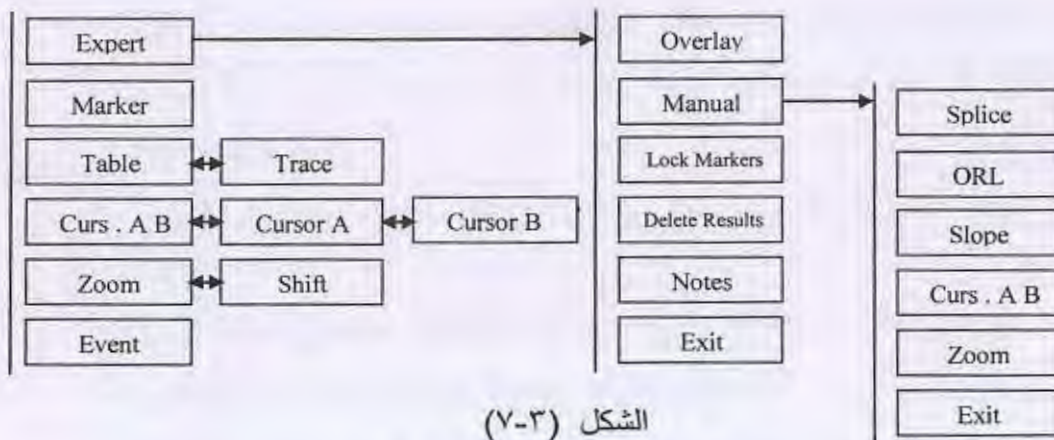 Expert
Overlay
Marker
Manual
Splice
Table
Trace
Lock Markers
ORL
Curs . A B
Cursor A
Cursor B
Delete Results
Slope
Zoom
Shift
Notes
Curs . A B
Event
Exit
Zoom
Exit
الشكل (٣-٧)